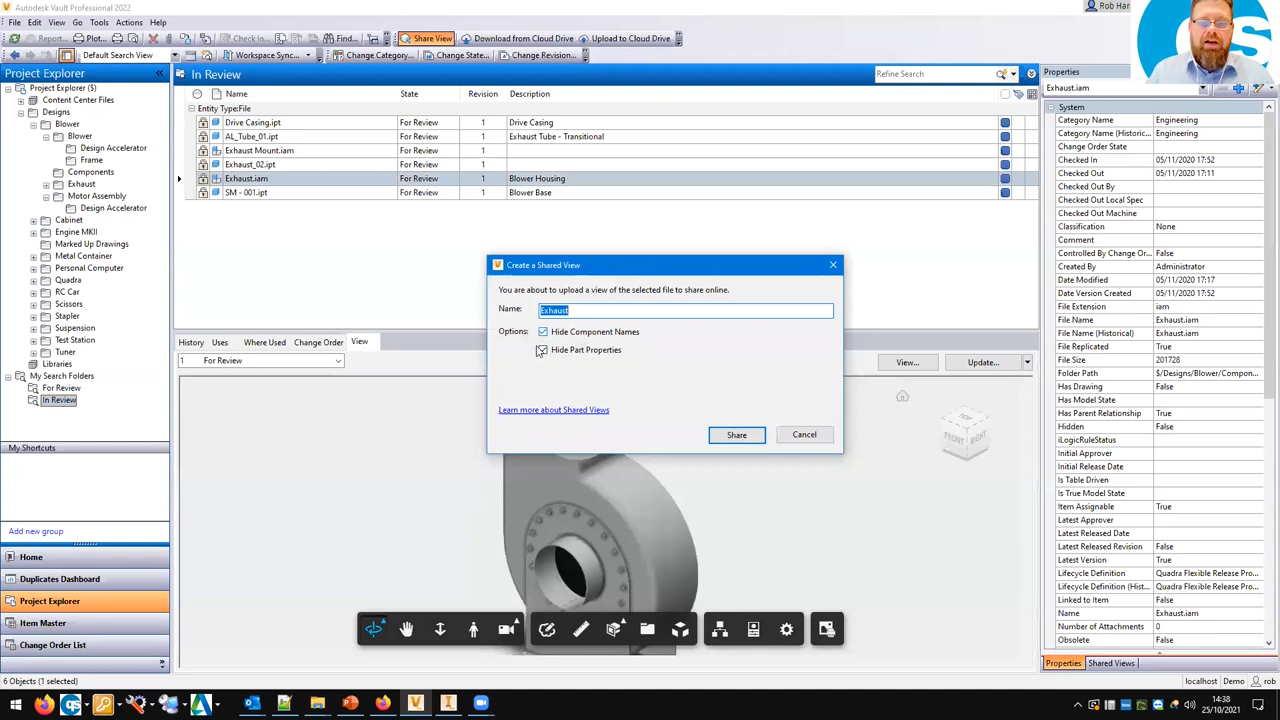 Autodesk Vault Professional 2022
Rob Har
File Edit View Go Tools Actions Help
Report... Plot... Check In... Find... Share View Download from Cloud Drive Upload to Cloud Drive
Default Search View Workspace Sync... Change Category... Change State... Change Revision...
Project Explorer
Project Explorer ($)
Content Center Files
Designs
Blower
Blower
Design Accelerator
Frame
Components
Exhaust
Motor Assembly
Design Accelerator
Cabinet
Engine MKII
Marked Up Drawings
Metal Container
Personal Computer
Quadra
RC Car
Scissors
Stapler
Suspension
Test Station
Tuner
Libraries
My Search Folders
For Review
In Review
My Shortcuts
Add new group
Home
Duplicates Dashboard
Project Explorer
Item Master
Change Order List
6 Objects (1 selected)
In Review
Refine Search
Name State Revision Description
Entity Type:File
Drive Casing.ipt For Review 1 Drive Casing
AL_Tube_01.ipt For Review 1 Exhaust Tube - Transitional
Exhaust Mount.iam For Review 1
Exhaust_02.ipt For Review 1
Exhaust.iam For Review 1 Blower Housing
SM - 001.ipt For Review 1 Blower Base
Create a Shared View
You are about to upload a view of the selected file to share online.
Name: Exhaust
Options: Hide Component Names
Hide Part Properties
Learn more about Shared Views
Share Cancel
History Uses Where Used Change Order View
1 For Review View... Update...
TOP
FRONT RIGHT
Properties
Exhaust.iam
System
Category Name Engineering
Category Name (Historic... Engineering
Change Order State
Checked In 05/11/2020 17:52
Checked Out 05/11/2020 17:11
Checked Out By
Checked Out Local Spec
Checked Out Machine
Classification None
Comment
Controlled By Change Or... False
Created By Administrator
Date Modified 05/11/2020 17:17
Date Version Created 05/11/2020 17:52
File Extension iam
File Name Exhaust.iam
File Name (Historical) Exhaust.iam
File Replicated True
File Size 201728
Folder Path $/Designs/Blower/Compon...
Has Drawing False
Has Model State False
Has Parent Relationship True
Hidden False
iLogicRuleStatus
Initial Approver
Initial Release Date
Is Table Driven False
Is True Model State False
Item Assignable True
Latest Approver
Latest Released Date
Latest Released Revision False
Latest Version True
Lifecycle Definition Quadra Flexible Release Pro...
Lifecycle Definition (Hist... Quadra Flexible Release Pro...
Linked to Item False
Name Exhaust.iam
Number of Attachments 0
Obsolete False
Properties Shared Views
localhost Demo rob
14:38
25/10/2021